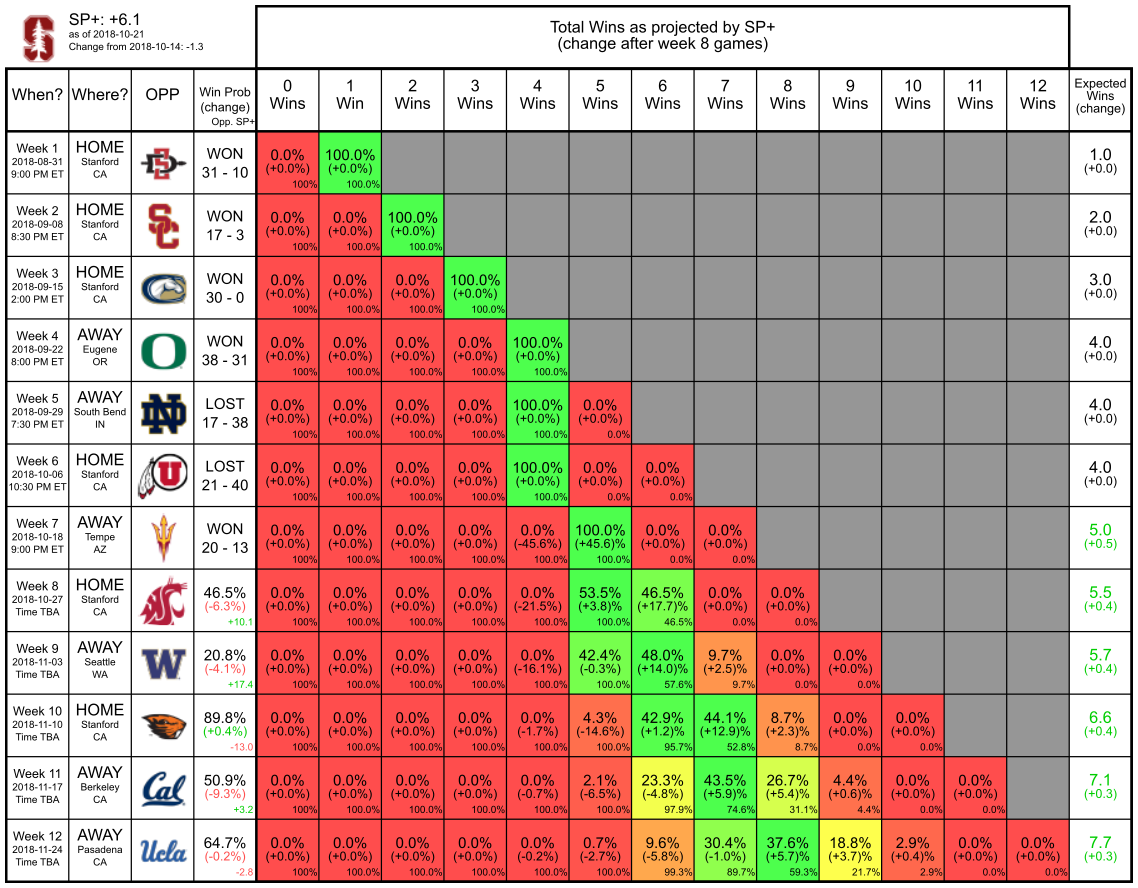 SP+: +6.1
as of 2018-10-21
Change from 2018-10-14: -1.3
Total Wins as projected by SP+
(change after week 8 games)
When? Where? OPP Win Prob (change) Opp. SP+ 0 Wins 1 Win 2 Wins 3 Wins 4 Wins 5 Wins 6 Wins 7 Wins 8 Wins 9 Wins 10 Wins 11 Wins 12 Wins Expected Wins (change)
Week 1 HOME WON 0.0% 100.0% 1.0
2018-08-31 Stanford 31 - 10 (+0.0%) (+0.0%) (+0.0)
9:00 PM ET CA 100% 100.0%
Week 2 HOME SC WON 0.0% 0.0% 100.0% 2.0
2018-09-08 Stanford 17 - 3 (+0.0%) (+0.0%) (+0.0%) (+0.0)
8:30 PM ET CA 100% 100.0% 100.0%
Week 3 HOME WON 0.0% 0.0% 0.0% 100.0% 3.0
2018-09-15 Stanford 30 - 0 (+0.0%) (+0.0%) (+0.0%) (+0.0%) (+0.0)
2:00 PM ET CA 100% 100.0% 100.0% 100.0%
Week 4 AWAY O WON 0.0% 0.0% 0.0% 0.0% 100.0% 4.0
2018-09-22 Eugene 38 - 31 (+0.0%) (+0.0%) (+0.0%) (+0.0%) (+0.0%) (+0.0)
8:00 PM ET OR 100% 100.0% 100.0% 100.0% 100.0%
Week 5 AWAY ND LOST 0.0% 0.0% 0.0% 0.0% 100.0% 0.0% 4.0
2018-09-29 South Bend 17 - 38 (+0.0%) (+0.0%) (+0.0%) (+0.0%) (+0.0%) (+0.0%) (+0.0)
7:30 PM ET IN 100% 100.0% 100.0% 100.0% 100.0% 0.0%
Week 6 HOME U LOST 0.0% 0.0% 0.0% 0.0% 100.0% 0.0% 0.0% 4.0
2018-10-06 Stanford 21 - 40 (+0.0%) (+0.0%) (+0.0%) (+0.0%) (+0.0%) (+0.0%) (+0.0%) (+0.0)
10:30 PM ET CA 100% 100.0% 100.0% 100.0% 100.0% 0.0% 0.0%
Week 7 AWAY WON 0.0% 0.0% 0.0% 0.0% 0.0% 100.0% 0.0% 0.0% 5.0
2018-10-18 Tempe 20 - 13 (+0.0%) (+0.0%) (+0.0%) (+0.0%) (-45.6%) (+45.6)% (+0.0%) (+0.0%) (+0.5)
9:00 PM ET AZ 100% 100.0% 100.0% 100.0% 100.0% 100.0% 0.0% 0.0%
Week 8 HOME 46.5% 0.0% 0.0% 0.0% 0.0% 0.0% 53.5% 46.5% 0.0% 0.0% 5.5
2018-10-27 Stanford (-6.3%) (+0.0%) (+0.0%) (+0.0%) (+0.0%) (-21.5%) (+3.8)% (+17.7)% (+0.0%) (+0.0%) (+0.4)
Time TBA CA +10.1 100% 100.0% 100.0% 100.0% 100.0% 100.0% 46.5% 0.0% 0.0%
Week 9 AWAY W 20.8% 0.0% 0.0% 0.0% 0.0% 0.0% 42.4% 48.0% 9.7% 0.0% 0.0% 5.7
2018-11-03 Seattle (-4.1%) (+0.0%) (+0.0%) (+0.0%) (+0.0%) (-16.1%) (-0.3%) (+14.0)% (+2.5)% (+0.0%) (+0.0%) (+0.4)
Time TBA WA +17.4 100% 100.0% 100.0% 100.0% 100.0% 100.0% 57.6% 9.7% 0.0% 0.0%
Week 10 HOME 89.8% 0.0% 0.0% 0.0% 0.0% 0.0% 4.3% 42.9% 44.1% 8.7% 0.0% 0.0% 6.6
2018-11-10 Stanford (+0.4%) (+0.0%) (+0.0%) (+0.0%) (+0.0%) (-1.7%) (-14.6%) (+1.2)% (+12.9)% (+2.3)% (+0.0%) (+0.0%) (+0.4)
Time TBA CA -13.0 100% 100.0% 100.0% 100.0% 100.0% 100.0% 95.7% 52.8% 8.7% 0.0% 0.0%
Week 11 AWAY Cal 50.9% 0.0% 0.0% 0.0% 0.0% 0.0% 2.1% 23.3% 43.5% 26.7% 4.4% 0.0% 0.0% 7.1
2018-11-17 Berkeley (-9.3%) (+0.0%) (+0.0%) (+0.0%) (+0.0%) (-0.7%) (-6.5%) (-4.8%) (+5.9)% (+5.4)% (+0.6)% (+0.0%) (+0.0%) (+0.3)
Time TBA CA +3.2 100% 100.0% 100.0% 100.0% 100.0% 100.0% 97.9% 74.6% 31.1% 4.4% 0.0% 0.0%
Week 12 AWAY Ucla 64.7% 0.0% 0.0% 0.0% 0.0% 0.0% 0.7% 9.6% 30.4% 37.6% 18.8% 2.9% 0.0% 0.0% 7.7
2018-11-24 Pasadena (-0.2%) (+0.0%) (+0.0%) (+0.0%) (+0.0%) (-0.2%) (-2.7%) (-5.8%) (-1.0%) (+5.7)% (+3.7)% (+0.4)% (+0.0%) (+0.0%) (+0.3)
Time TBA CA -2.8 100% 100.0% 100.0% 100.0% 100.0% 100.0% 99.3% 89.7% 59.3% 21.7% 2.9% 0.0% 0.0%